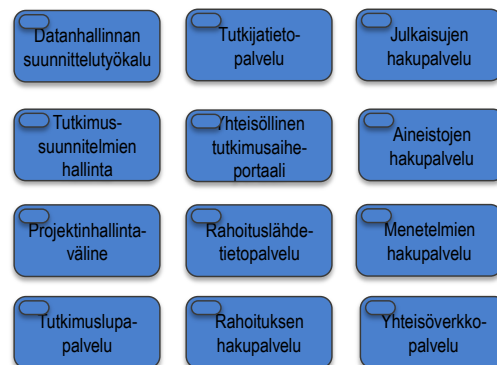 Datanhallinnan
suunnittelutyökalu
Tutkijatieto-
palvelu
Julkaisujen
hakupalvelu
Tutkimus-
suunnitelmien
hallinta
Yhteisöllinen
tutkimusaihe-
portaali
Aineistojen
hakupalvelu
Projektinhallinta-
väline
Rahoituslähde-
tietopalvelu
Menetelmien
hakupalvelu
Tutkimuslupa-
palvelu
Rahoituksen
hakupalvelu
Yhteisöverkko-
palvelu